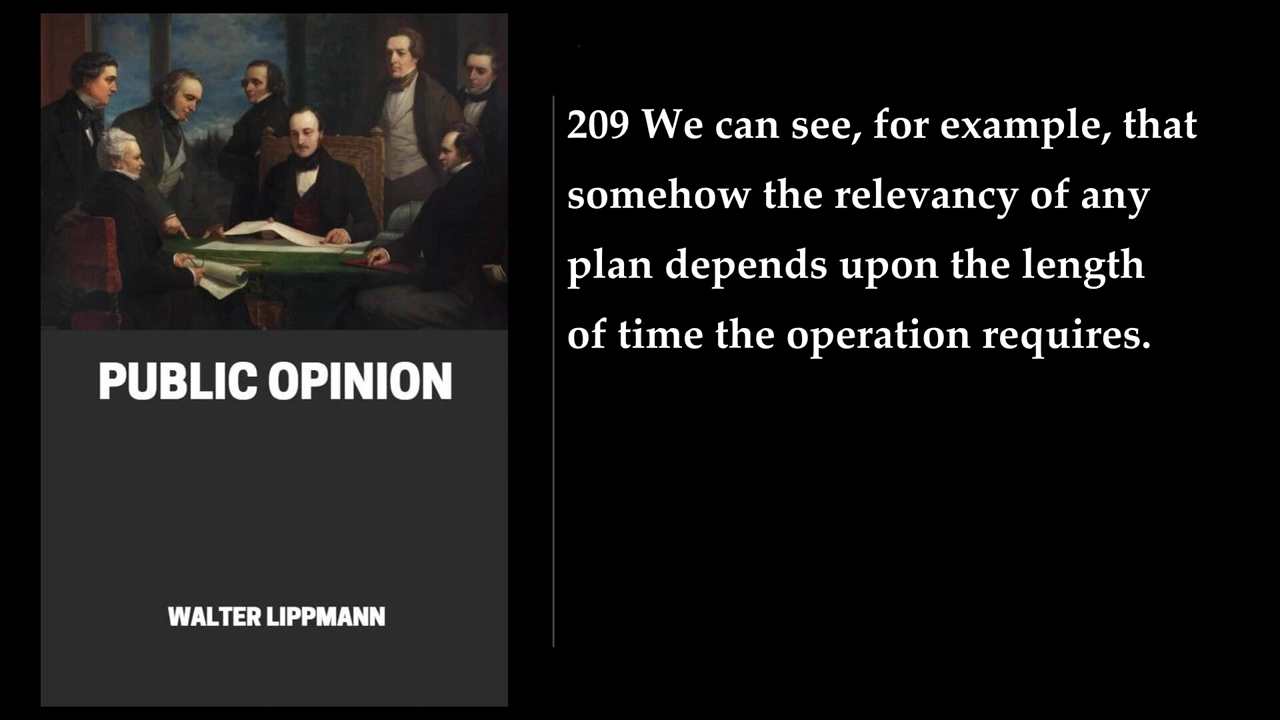 PUBLIC OPINION
WALTER LIPPMANN
209 We can see, for example, that
somehow the relevancy of any
plan depends upon the length
of time the operation requires.